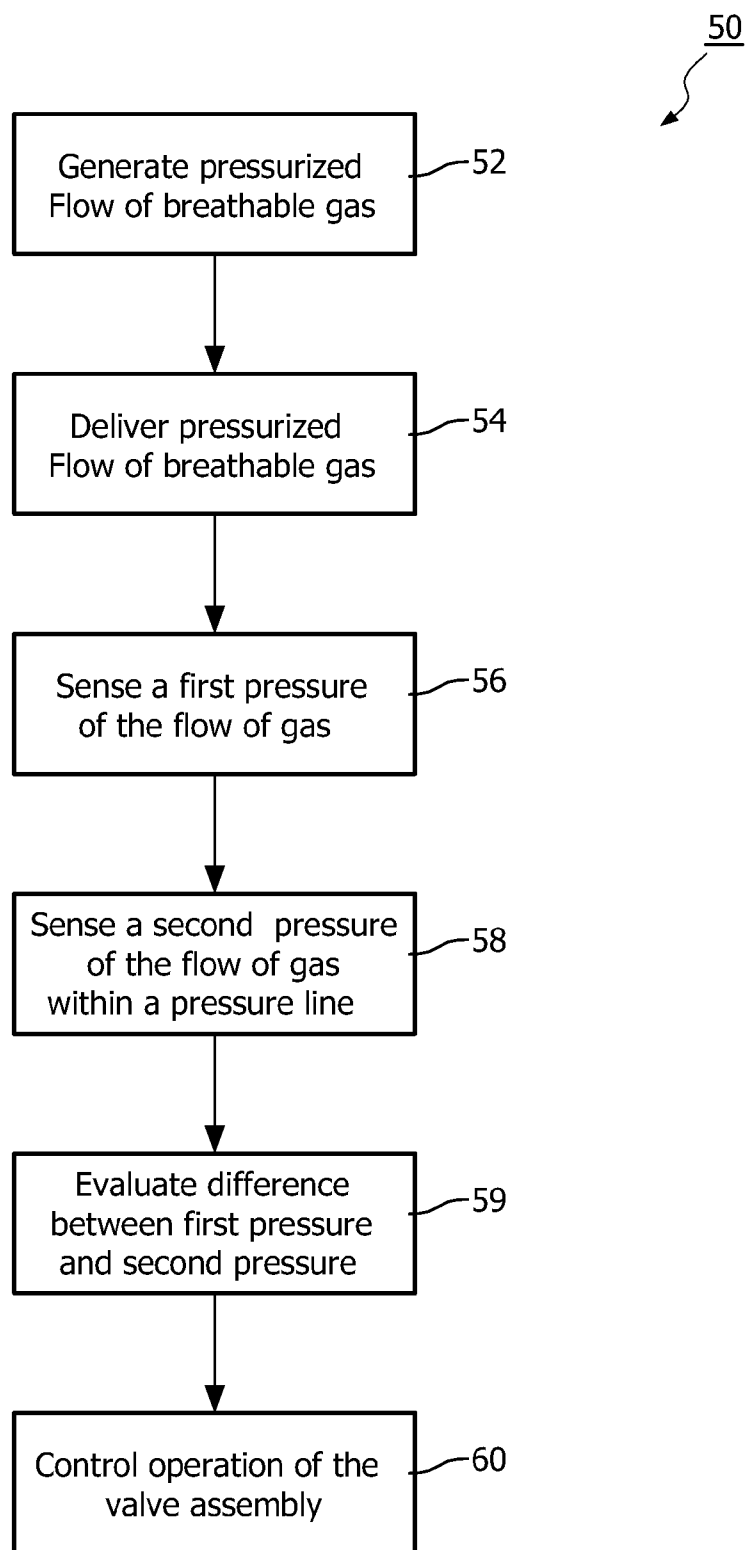 50
Generate pressurized
Flow of breathable gas
52
Deliver pressurized
Flow of breathable gas
54
Sense a first pressure
of the flow of gas
56
Sense a second pressure
of the flow of gas
within a pressure line
58
Evaluate difference
between first pressure
and second pressure
59
Control operation of the
valve assembly
60